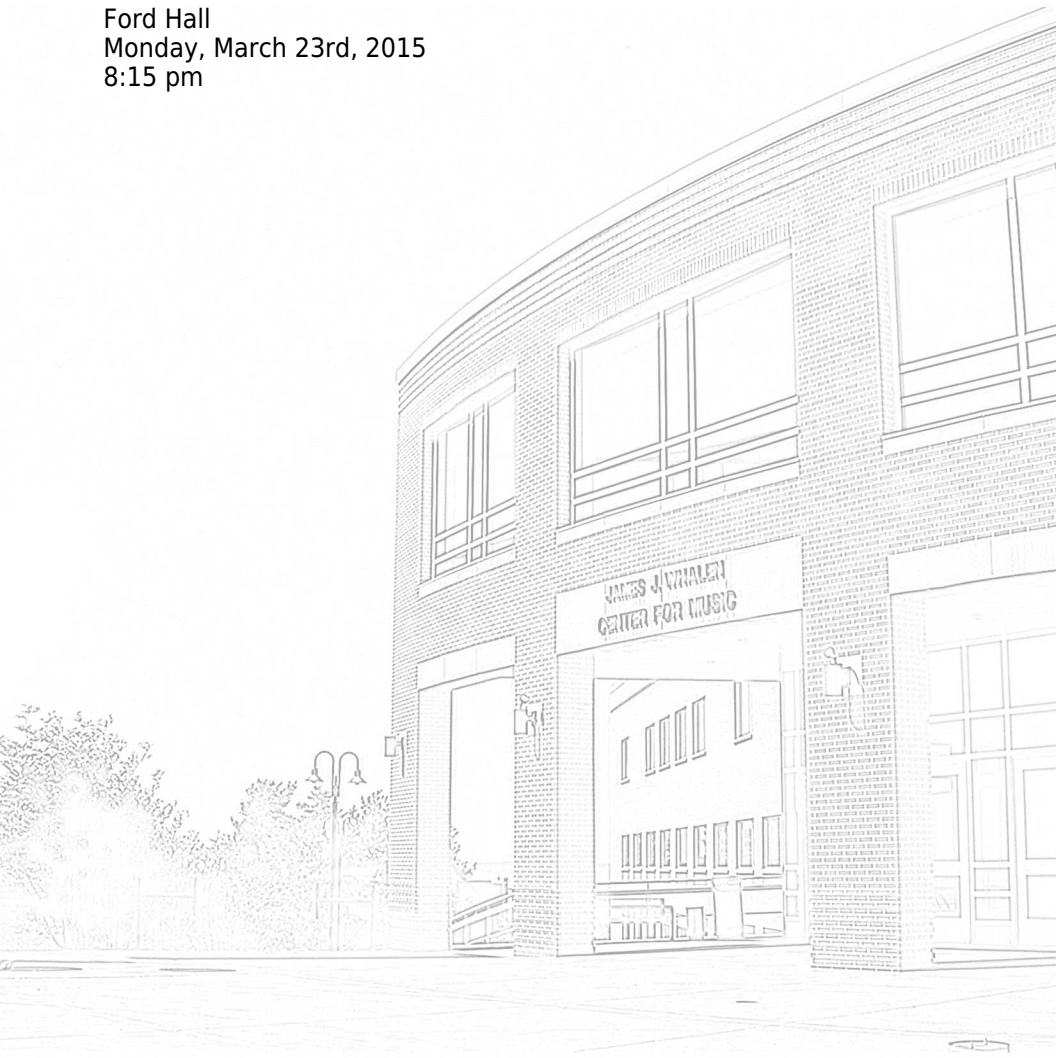 Ford Hall
Monday, March 23rd, 2015
8:15 pm
JAMES J. WHALEN
CENTER FOR MUSIC